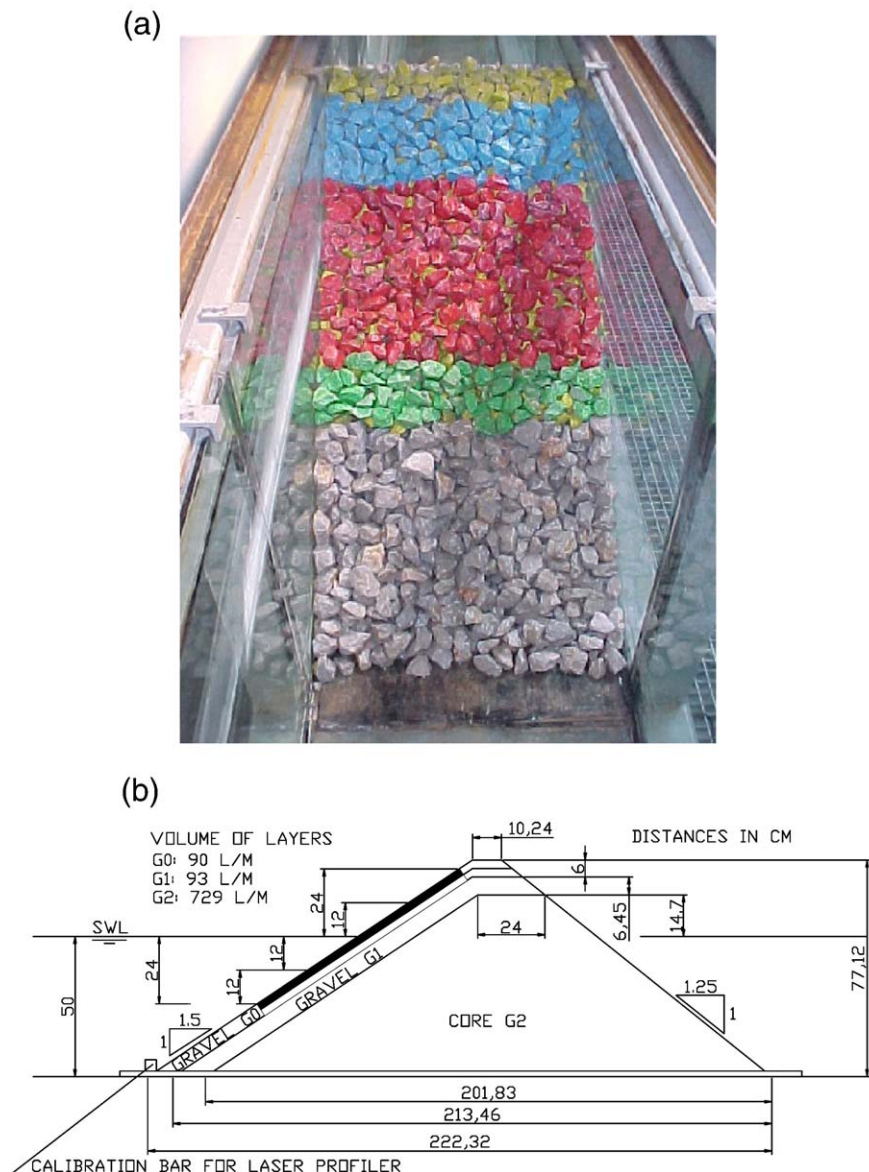 (a)
(b)
VOLUME OF LAYERS
G0: 90 L/M
G1: 93 L/M
G2: 729 L/M
10,24
DISTANCES IN CM
24
12
6
6,45
14.7
77,12
SWL
24
12
12
50
24
1.5
1
GRAVEL G0
GRAVEL G1
CORE G2
1.25
1
201,83
213,46
222,32
CALIBRATION BAR FOR LASER PROFILER